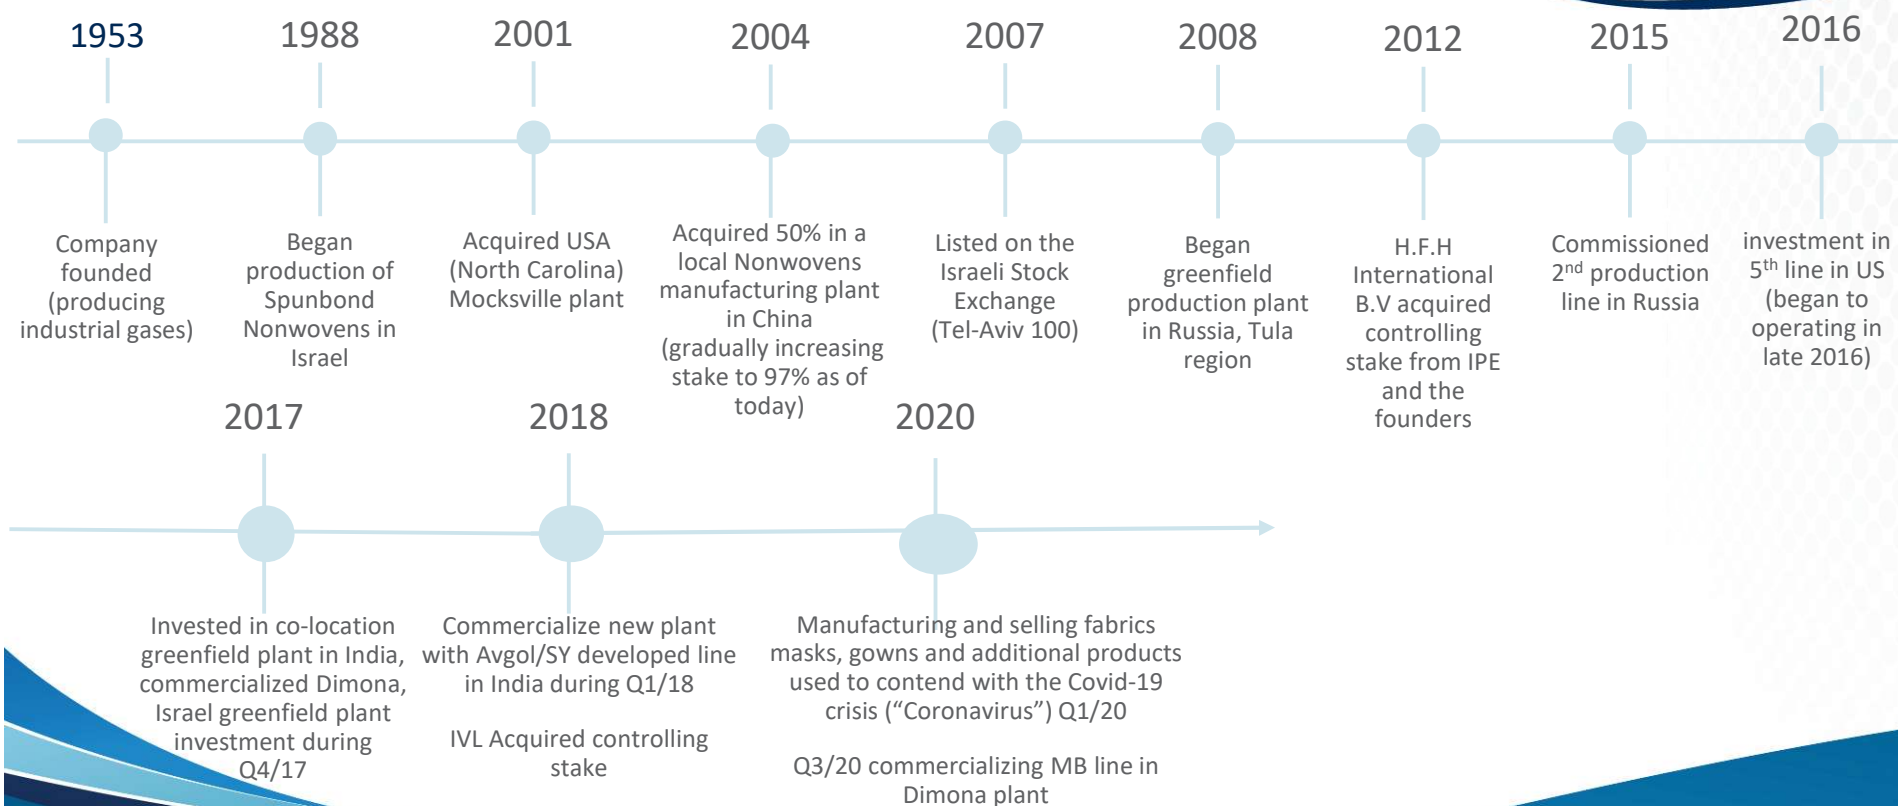 1953
1988
2001
2004
2007
2008
2012
2015
2016
Company
founded
(producing
industrial gases)
Began
production of
Spunbond
Nonwovens in
Israel
Acquired USA
(North Carolina)
Mocksville plant
Acquired 50% in a
local Nonwovens
manufacturing plant
in China
(gradually increasing
stake to 97% as of
today)
Listed on the
Israeli Stock
Exchange
(Tel-Aviv 100)
Began
greenfield
production plant
in Russia, Tula
region
H.F.H
International
B.V acquired
controlling
stake from IPE
and the
founders
Commissioned
2nd production
line in Russia
investment in
5th line in US
(began to
operating in
late 2016)
2017
2018
2020
Invested in co-location
greenfield plant in India,
commercialized Dimona,
Israel greenfield plant
investment during
Q4/17
Commercialize new plant
with Avgol/SY developed line
in India during Q1/18
IVL Acquired controlling
stake
Manufacturing and selling fabrics
masks, gowns and additional products
used to contend with the Covid-19
crisis (“Coronavirus”) Q1/20
Q3/20 commercializing MB line in
Dimona plant